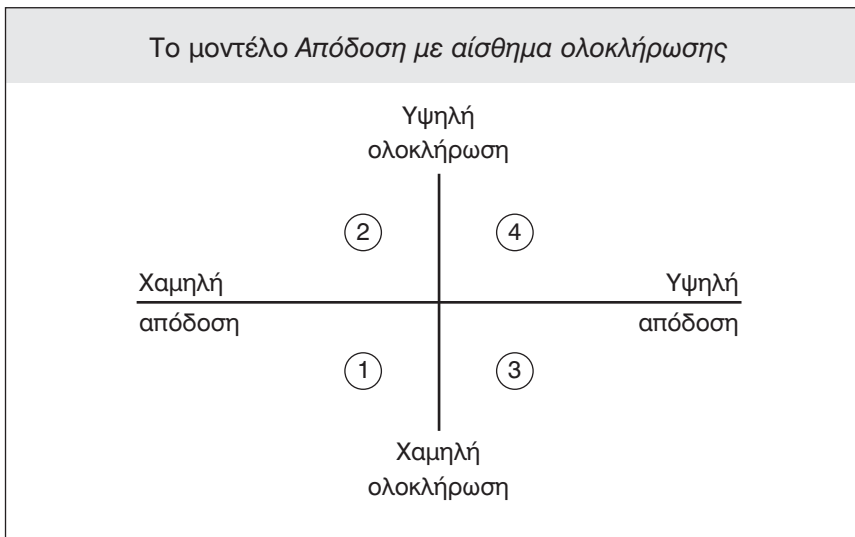 Το μοντέλο Απόδοση με αίσθημα ολοκλήρωσης
Υψηλή
ολοκλήρωση
2 4
Χαμηλή Υψηλή
απόδοση απόδοση
1 3
Χαμηλή
ολοκλήρωση